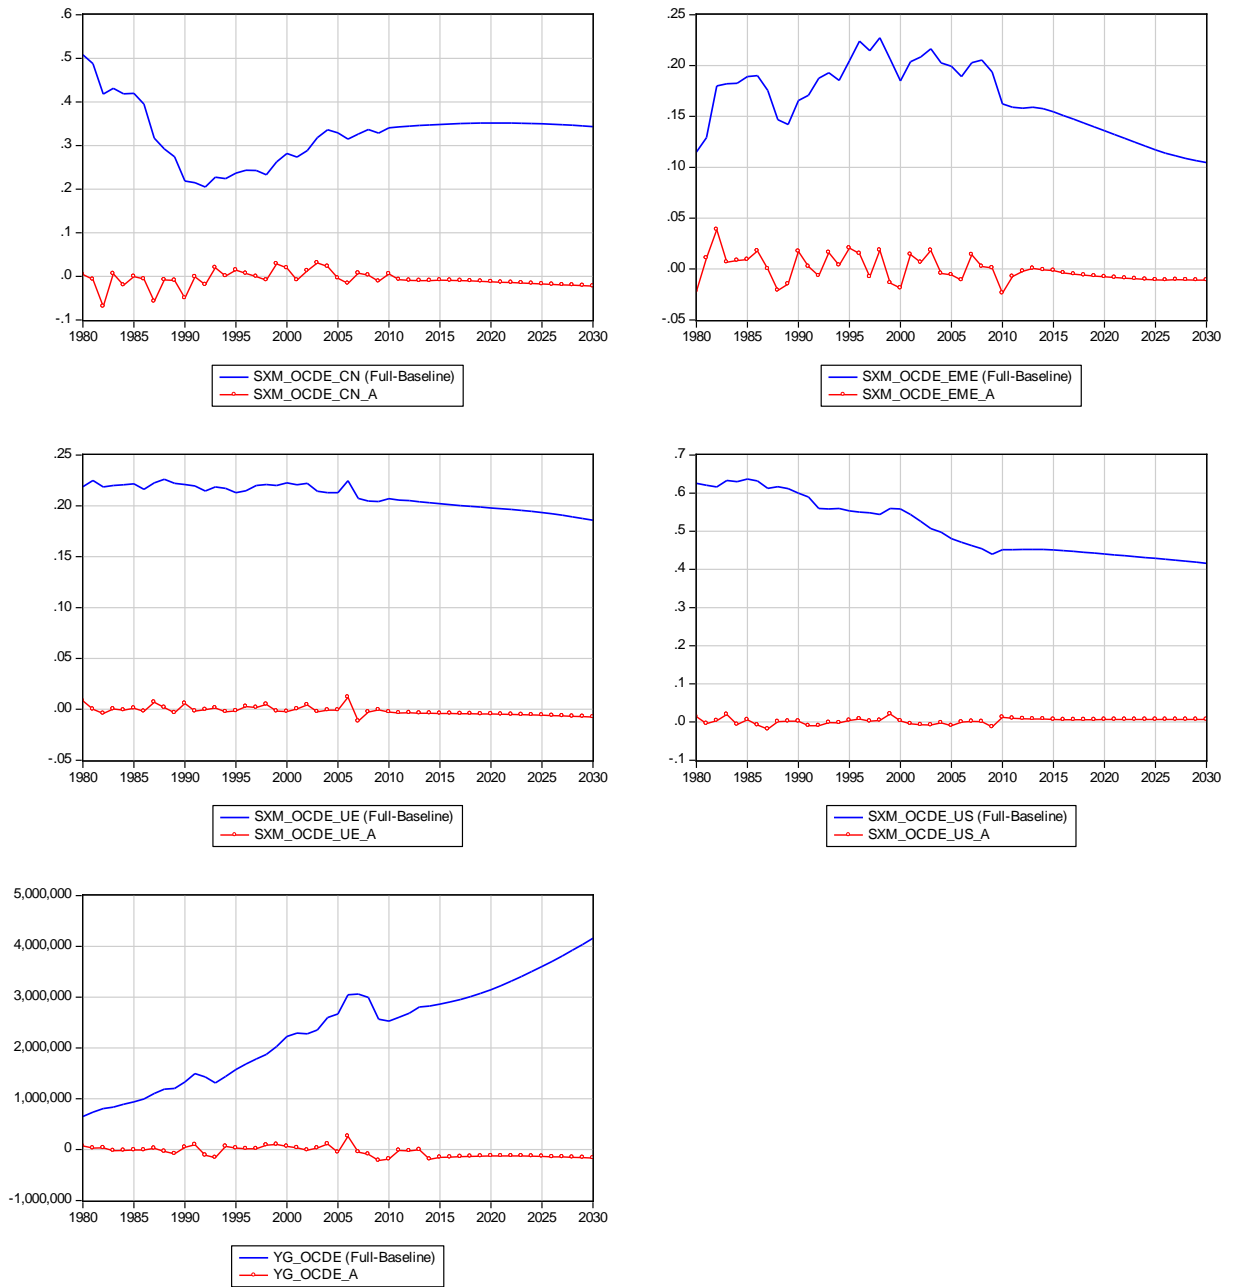 .6
.5
.4
.3
.2
.1
.0
-.1
1980 1985 1990 1995 2000 2005 2010 2015 2020 2025 2030
SXM_OCDE_CN (Full-Baseline)
SXM_OCDE_CN_A
.25
.20
.15
.10
.05
.00
-.05
1980 1985 1990 1995 2000 2005 2010 2015 2020 2025 2030
SXM_OCDE_EME (Full-Baseline)
SXM_OCDE_EME_A
.25
.20
.15
.10
.05
.00
-.05
1980 1985 1990 1995 2000 2005 2010 2015 2020 2025 2030
SXM_OCDE_UE (Full-Baseline)
SXM_OCDE_UE_A
.7
.6
.5
.4
.3
.2
.1
.0
-.1
1980 1985 1990 1995 2000 2005 2010 2015 2020 2025 2030
SXM_OCDE_US (Full-Baseline)
SXM_OCDE_US_A
5,000,000
4,000,000
3,000,000
2,000,000
1,000,000
0
-1,000,000
1980 1985 1990 1995 2000 2005 2010 2015 2020 2025 2030
YG_OCDE (Full-Baseline)
YG_OCDE_A